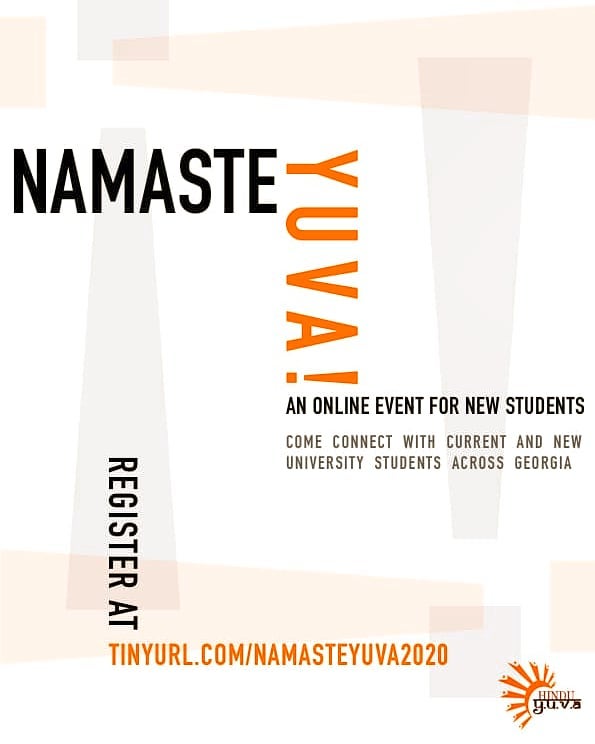 NAMASTE
YUVA!
AN ONLINE EVENT FOR NEW STUDENTS
COME CONNECT WITH CURRENT AND NEW
UNIVERSITY STUDENTS ACROSS GEORGIA
REGISTER AT
TINYURL.COM/NAMASTEYUVA2020
HINDU
y.u.v.a